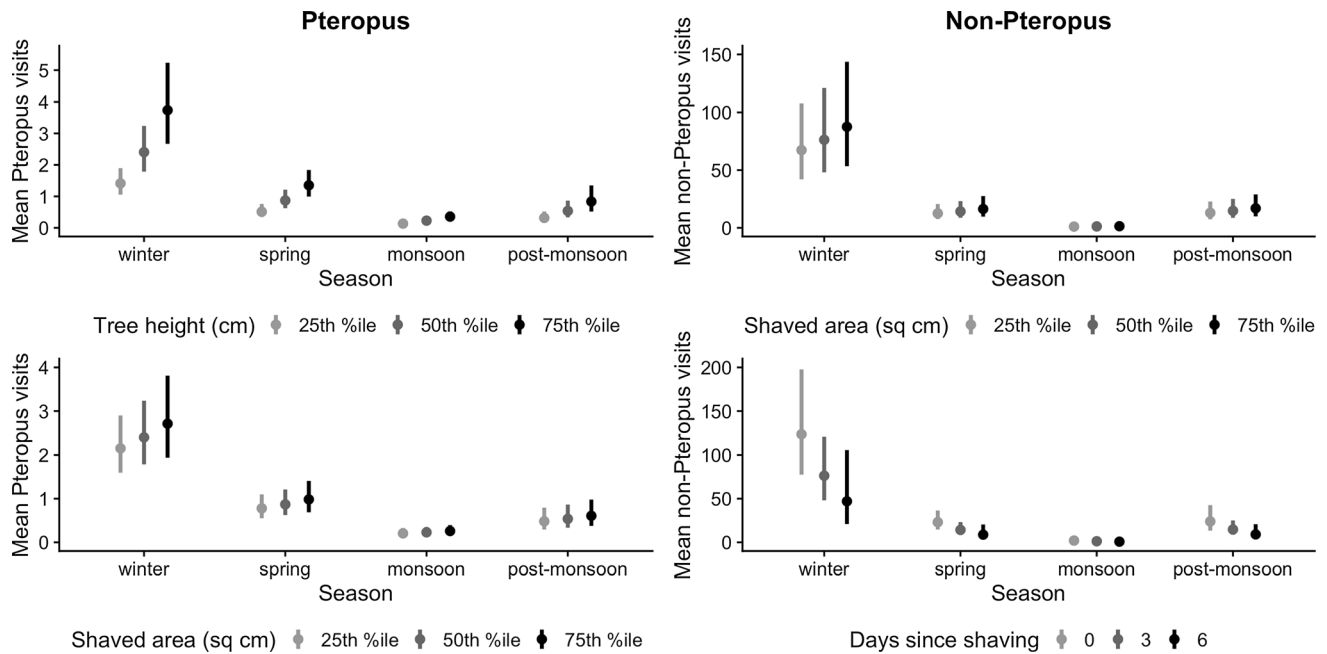 Pteropus
Mean Pteropus visits
5
4
3
2
1
0
winter spring monsoon post-monsoon
Season
Tree height (cm) 25th %ile 50th %ile 75th %ile
Non-Pteropus
Mean non-Pteropus visits
150
100
50
0
winter spring monsoon post-monsoon
Season
Shaved area (sq cm) 25th %ile 50th %ile 75th %ile
Mean Pteropus visits
4
3
2
1
0
winter spring monsoon post-monsoon
Season
Shaved area (sq cm) 25th %ile 50th %ile 75th %ile
Mean non-Pteropus visits
200
150
100
50
0
winter spring monsoon post-monsoon
Season
Days since shaving 0 3 6